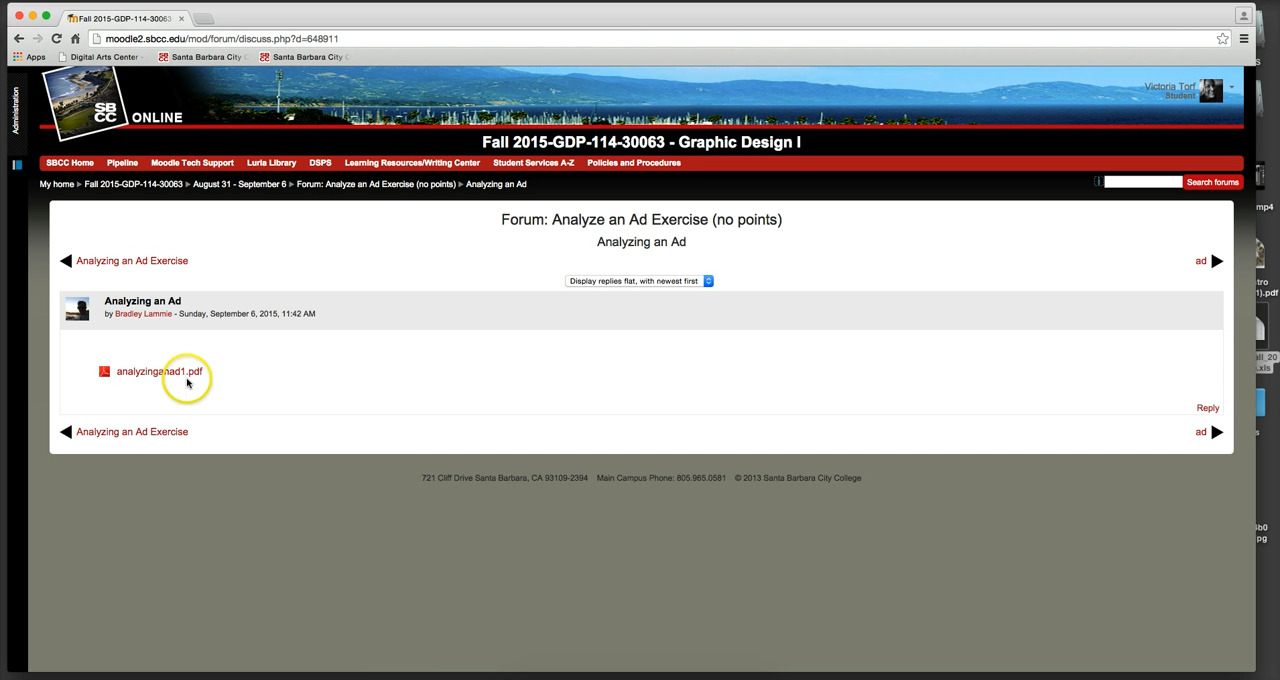 Fall 2015-GDP-114-30063
moodle2.sbcc.edu/mod/forum/discuss.php?d=648911
Apps Digital Arts Center Santa Barbara City Santa Barbara City
Administration
SB
CC
ONLINE
Victoria Torf
Student
Fall 2015-GDP-114-30063 - Graphic Design I
SBCC Home Pipeline Moodle Tech Support Luria Library DSPS Learning Resources/Writing Center Student Services A-Z Policies and Procedures
My home Fall 2015-GDP-114-30063 August 31 - September 6 Forum: Analyze an Ad Exercise (no points) Analyzing an Ad
Search forums
Forum: Analyze an Ad Exercise (no points)
Analyzing an Ad
Analyzing an Ad Exercise ad
Display replies flat, with newest first
Analyzing an Ad
by Bradley Lammie - Sunday, September 6, 2015, 11:42 AM
analyzinganad1.pdf
Reply
Analyzing an Ad Exercise ad
721 Cliff Drive Santa Barbara, CA 93109-2394 Main Campus Phone: 805.965.0581 © 2013 Santa Barbara City College
mp4
.xls